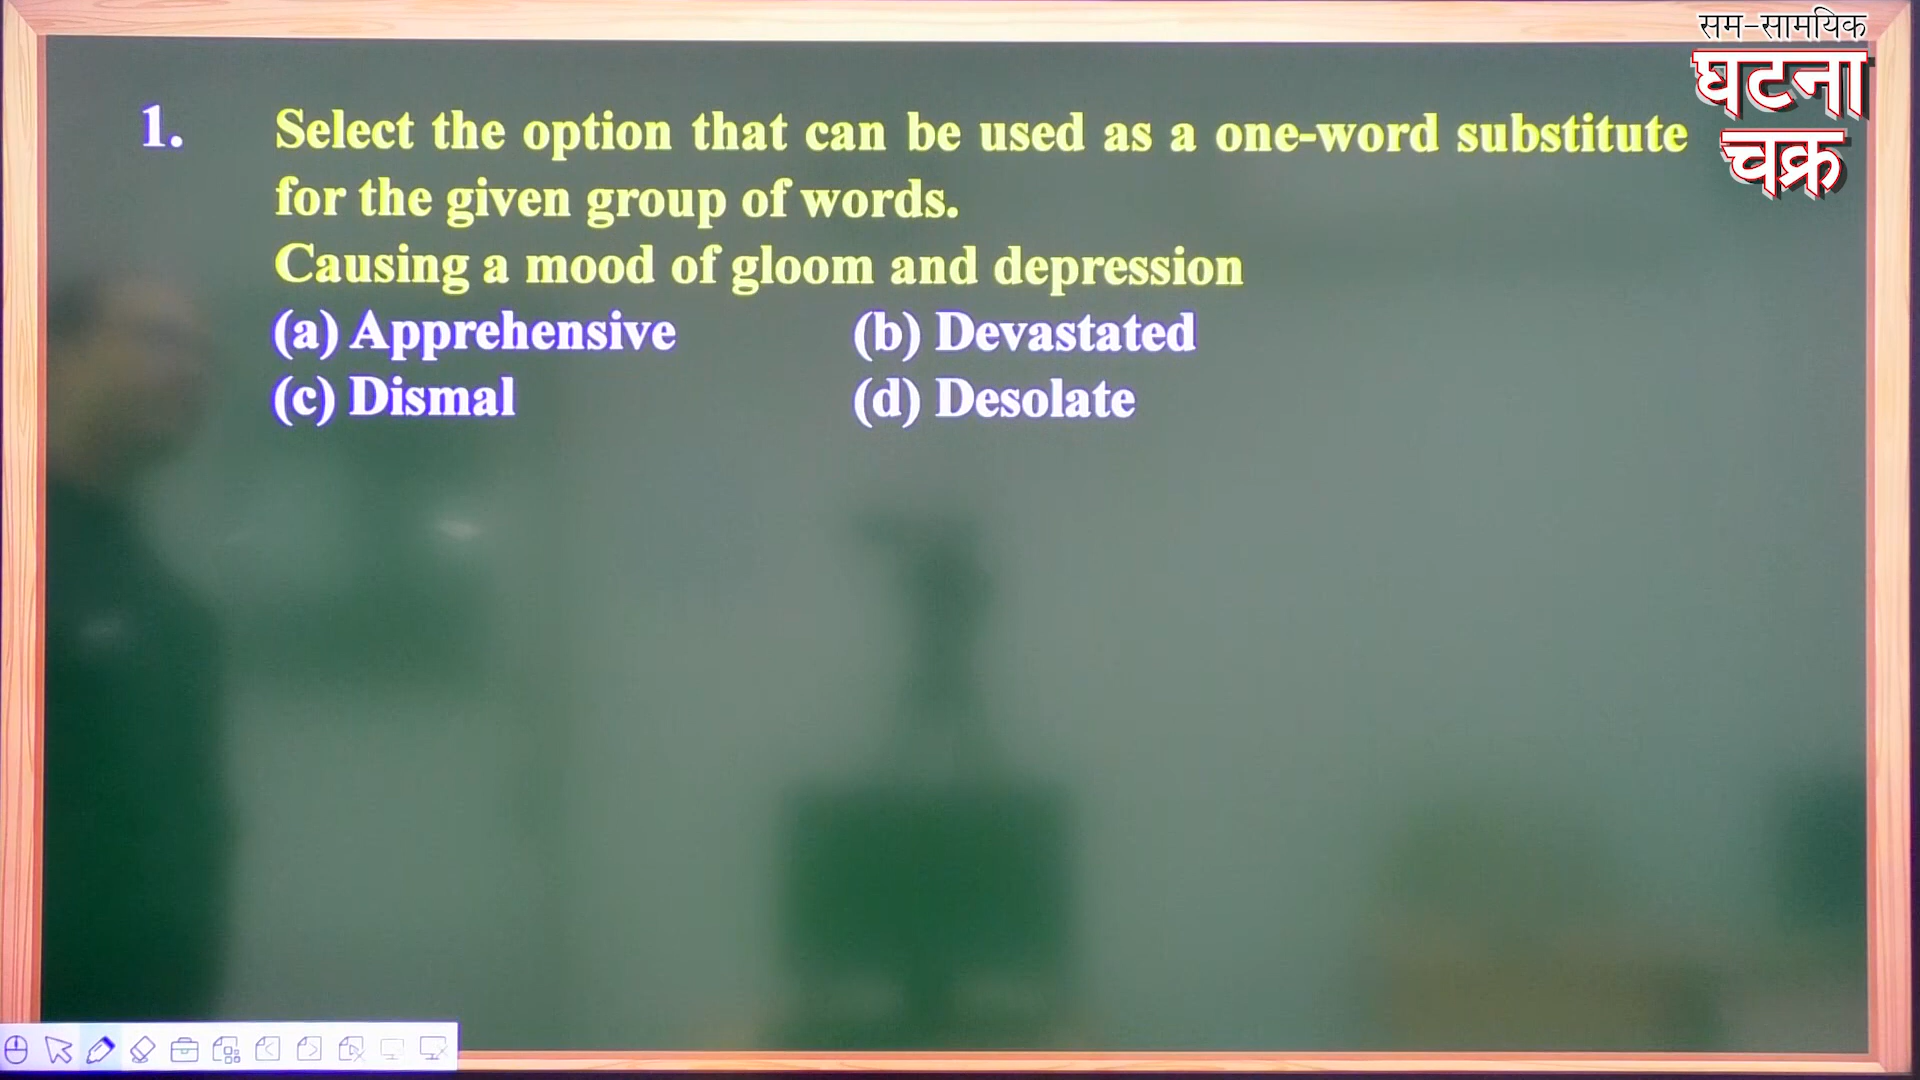 सम-सामयिक
घटना
चक्र
1. Select the option that can be used as a one-word substitute
for the given group of words.
Causing a mood of gloom and depression
(a) Apprehensive (b) Devastated
(c) Dismal (d) Desolate